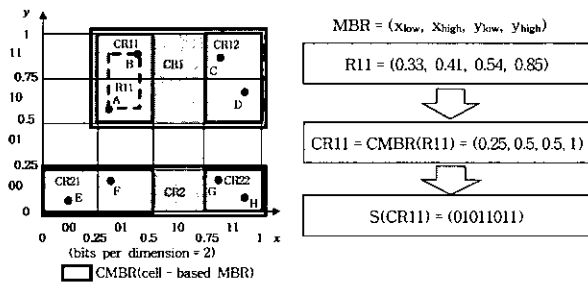 y
1
11
0.75
10
0.5
01
0.25
00
0
CR11
B
R11
A
CR1
CR12
C
D
CR21
E
F
CR2
CR22
G
H
00
01
10
11
0
0.25
0.5
0.75
1
x
(bits per dimension = 2)
CMBR(cell - based MBR)
MBR = (xlow, xhigh, ylow, yhigh)
R11 = (0.33, 0.41, 0.54, 0.85)
CR11 = CMBR(R11) = (0.25, 0.5, 0.5, 1)
S(CR11) = (01011011)